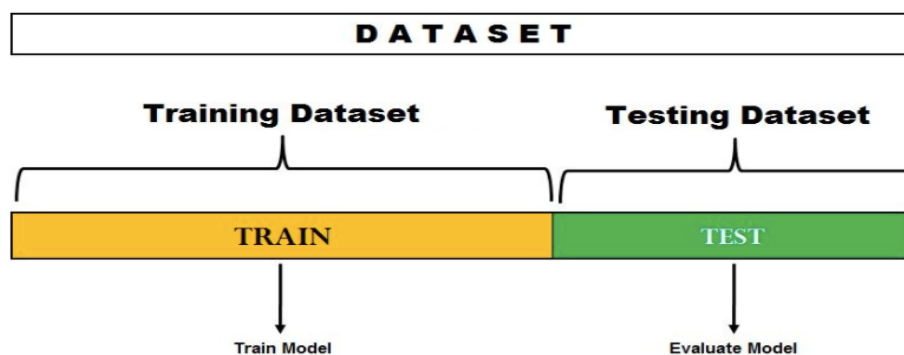 DATASET
Training Dataset
Testing Dataset
TRAIN
TEST
Train Model
Evaluate Model